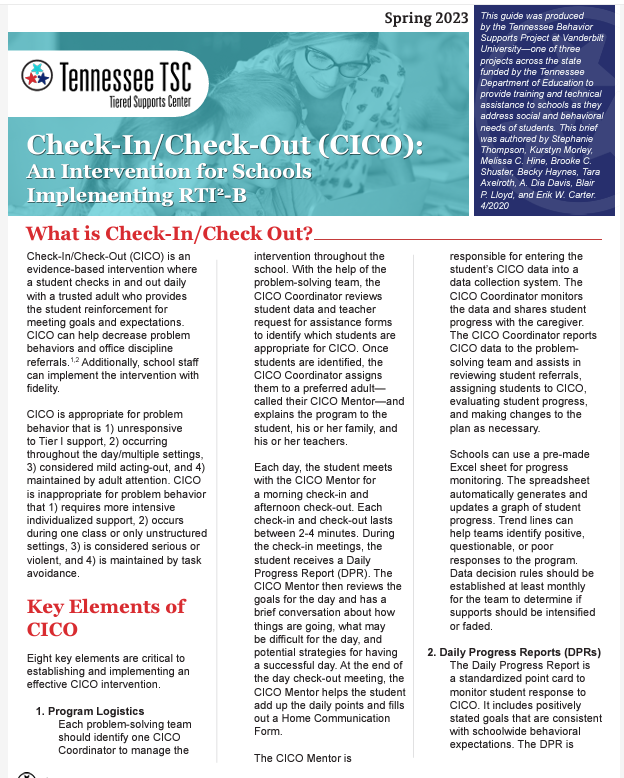 Spring 2023
This guide was produced
by the Tennessee Behavior
Supports Project at Vanderbilt
University—one of three
projects across the state
funded by the Tennessee
Department of Education to
provide training and technical
assistance to schools as they
address social and behavioral
needs of students. This brief
was authored by Stephanie
Thompson, Kurstyn Morley,
Melissa C. Hine, Brooke C.
Shuster, Becky Haynes, Tara
Axelroth, A. Dia Davis, Blair
P. Lloyd, and Erik W. Carter.
4/2020
Tennessee TSC
Tiered Supports Center
Check-In/Check-Out (CICO):
An Intervention for Schools
Implementing RTI²-B
What is Check-In/Check Out?
Check-In/Check-Out (CICO) is an
evidence-based intervention where
a student checks in and out daily
with a trusted adult who provides
the student reinforcement for
meeting goals and expectations.
CICO can help decrease problem
behaviors and office discipline
referrals.¹,² Additionally, school staff
can implement the intervention with
fidelity.
CICO is appropriate for problem
behavior that is 1) unresponsive
to Tier I support, 2) occurring
throughout the day/multiple settings,
3) considered mild acting-out, and 4)
maintained by adult attention. CICO
is inappropriate for problem behavior
that 1) requires more intensive
individualized support, 2) occurs
during one class or only unstructured
settings, 3) is considered serious or
violent, and 4) is maintained by task
avoidance.
Key Elements of
CICO
Eight key elements are critical to
establishing and implementing an
effective CICO intervention.
1. Program Logistics
Each problem-solving team
should identify one CICO
Coordinator to manage the
intervention throughout the
school. With the help of the
problem-solving team, the
CICO Coordinator reviews
student data and teacher
request for assistance forms
to identify which students are
appropriate for CICO. Once
students are identified, the
CICO Coordinator assigns
them to a preferred adult—
called their CICO Mentor—and
explains the program to the
student, his or her family, and
his or her teachers.
Each day, the student meets
with the CICO Mentor for
a morning check-in and
afternoon check-out. Each
check-in and check-out lasts
between 2-4 minutes. During
the check-in meetings, the
student receives a Daily
Progress Report (DPR). The
CICO Mentor then reviews the
goals for the day and has a
brief conversation about how
things are going, what may
be difficult for the day, and
potential strategies for having
a successful day. At the end of
the day check-out meeting, the
CICO Mentor helps the student
add up the daily points and fills
out a Home Communication
Form.
The CICO Mentor is
responsible for entering the
student's CICO data into a
data collection system. The
CICO Coordinator monitors
the data and shares student
progress with the caregiver.
The CICO Coordinator reports
CICO data to the problem-
solving team and assists in
reviewing student referrals,
assigning students to CICO,
evaluating student progress,
and making changes to the
plan as necessary.
Schools can use a pre-made
Excel sheet for progress
monitoring. The spreadsheet
automatically generates and
updates a graph of student
progress. Trend lines can
help teams identify positive,
questionable, or poor
responses to the program.
Data decision rules should be
established at least monthly
for the team to determine if
supports should be intensified
or faded.
2. Daily Progress Reports (DPRs)
The Daily Progress Report is
a standardized point card to
monitor student response to
CICO. It includes positively
stated goals that are consistent
with schoolwide behavioral
expectations. The DPR is